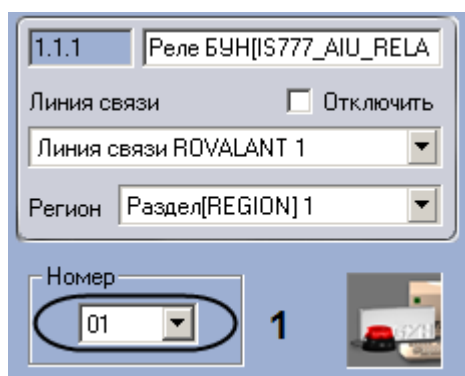 1.1.1 Реле БУН[IS777_AIU_RELA
Линия связи Отключить
Линия связи ROVALANT 1
Регион Раздел[REGION] 1
Номер
01 1
БУН